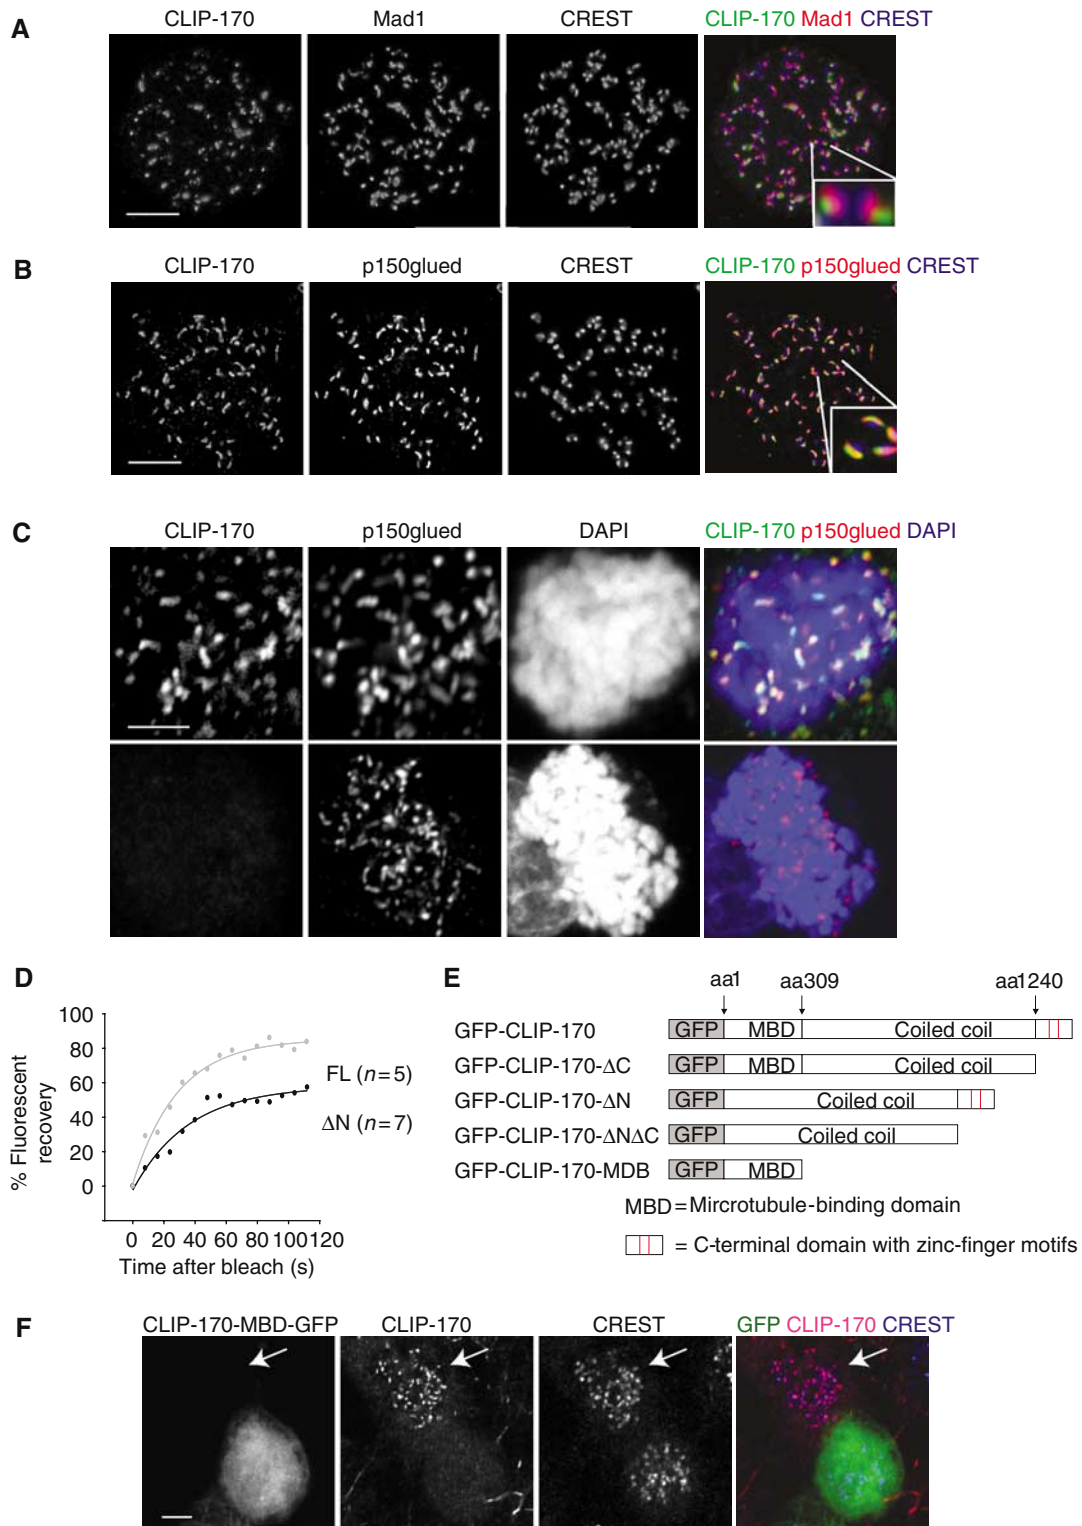 A
CLIP-170 Mad1 CREST CLIP-170 Mad1 CREST
B
CLIP-170 p150glued CREST CLIP-170 p150glued CREST
C
CLIP-170 p150glued DAPI CLIP-170 p150glued DAPI
D
% Fluorescent
recovery
100
80
60
40
20
0
0 20 40 60 80 100 120
Time after bleach (s)
FL (n=5)
ΔN (n=7)
E
aa1 aa309 aa1240
GFP-CLIP-170 GFP MBD Coiled coil
GFP-CLIP-170-ΔC GFP MBD Coiled coil
GFP-CLIP-170-ΔN GFP Coiled coil
GFP-CLIP-170-ΔNΔC GFP Coiled coil
GFP-CLIP-170-MDB GFP MBD
MBD=Mircrotubule-binding domain
= C-terminal domain with zinc-finger motifs
F
CLIP-170-MBD-GFP CLIP-170 CREST GFP CLIP-170 CREST